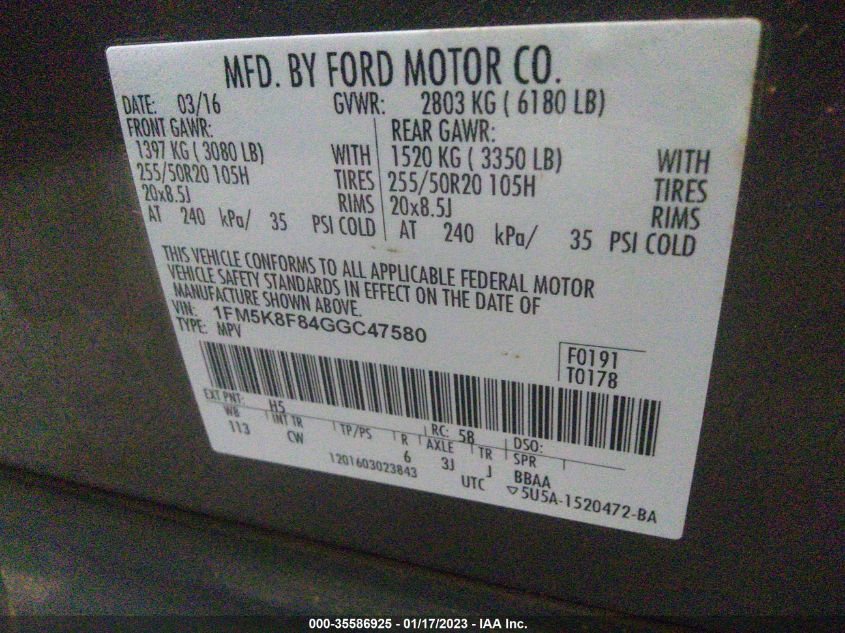 MFD. BY FORD MOTOR CO.
DATE: 03/16 GVWR: 2803 KG ( 6180 LB)
FRONT GAWR: REAR GAWR:
1397 KG ( 3080 LB) WITH 1520 KG ( 3350 LB) WITH
255/50R20 105H TIRES 255/50R20 105H TIRES
20x8.5J RIMS 20x8.5J RIMS
AT 240 kPa/ 35 PSI COLD AT 240 kPa/ 35 PSI COLD
THIS VEHICLE CONFORMS TO ALL APPLICABLE FEDERAL MOTOR
VEHICLE SAFETY STANDARDS IN EFFECT ON THE DATE OF
MANUFACTURE SHOWN ABOVE.
VIN: 1FM5K8F84GGC47580
TYPE: MPV
F0191
T0178
EXT PNT: H5 RC: 58 DSO:
WB INT TR TP/PS R AXLE TR SPR
113 CW 6 3J J BBAA
1201603023843 UTC ▽5U5A-1520472-BA
000-35586925 - 01/17/2023 - IAA Inc.